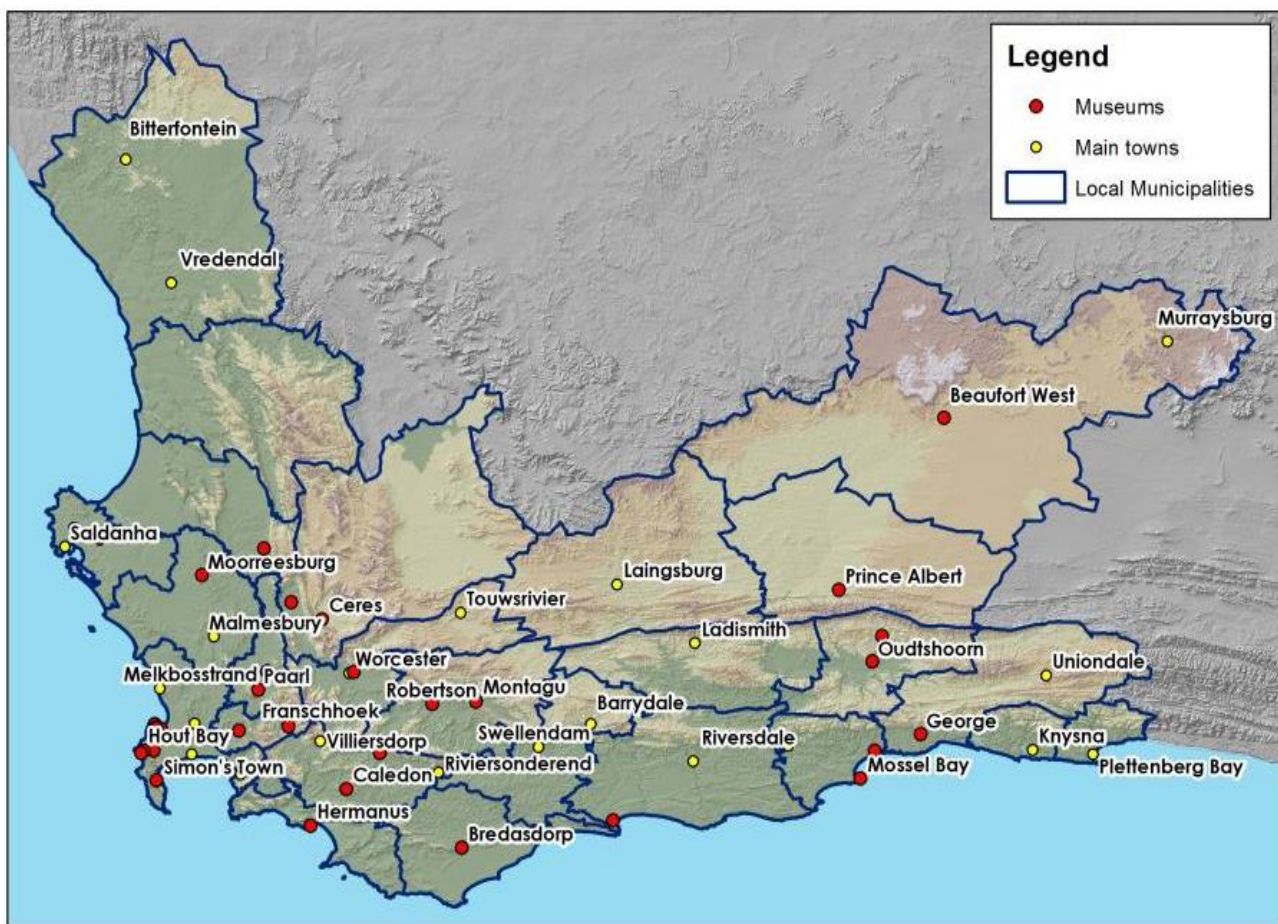 Legend
Museums
Main towns
Local Municipalities
Bitterfontein
Vredendal
Murraysburg
Beaufort West
Saldanha
Moorreesburg
Laingsburg
Prince Albert
Ceres
Touwsrivier
Malmesbury
Ladismith
Oudtshoorn
Worcester
Uniondale
Melkbosstrand
Paarl
Robertson
Montagu
Barrydale
Franschhoek
George
Hout Bay
Villiersdorp
Swellendam
Riversdale
Knysna
Simon's Town
Riviersonderend
Mossel Bay
Plettenberg Bay
Caledon
Hermanus
Bredasdorp